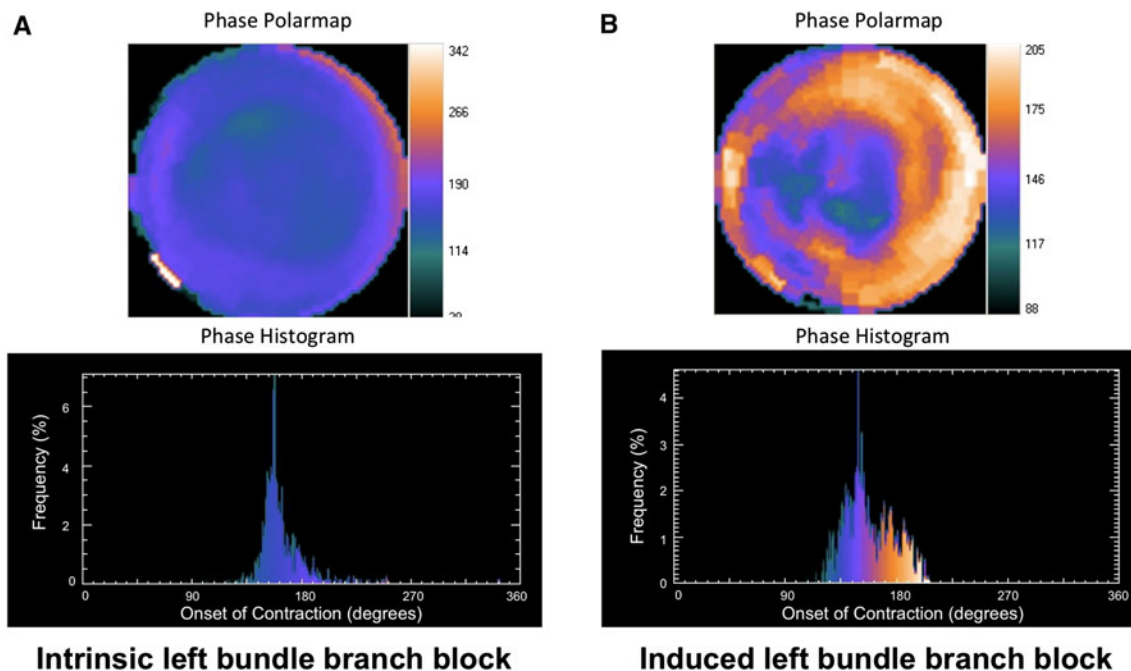 A
Phase Polarmap
342
266
190
114
Phase Histogram
Frequency (%)
6
4
2
0
0 90 180 270 360
Onset of Contraction (degrees)
Intrinsic left bundle branch block
B
Phase Polarmap
205
175
146
117
88
Phase Histogram
Frequency (%)
4
3
2
1
0
0 90 180 270 360
Onset of Contraction (degrees)
Induced left bundle branch block